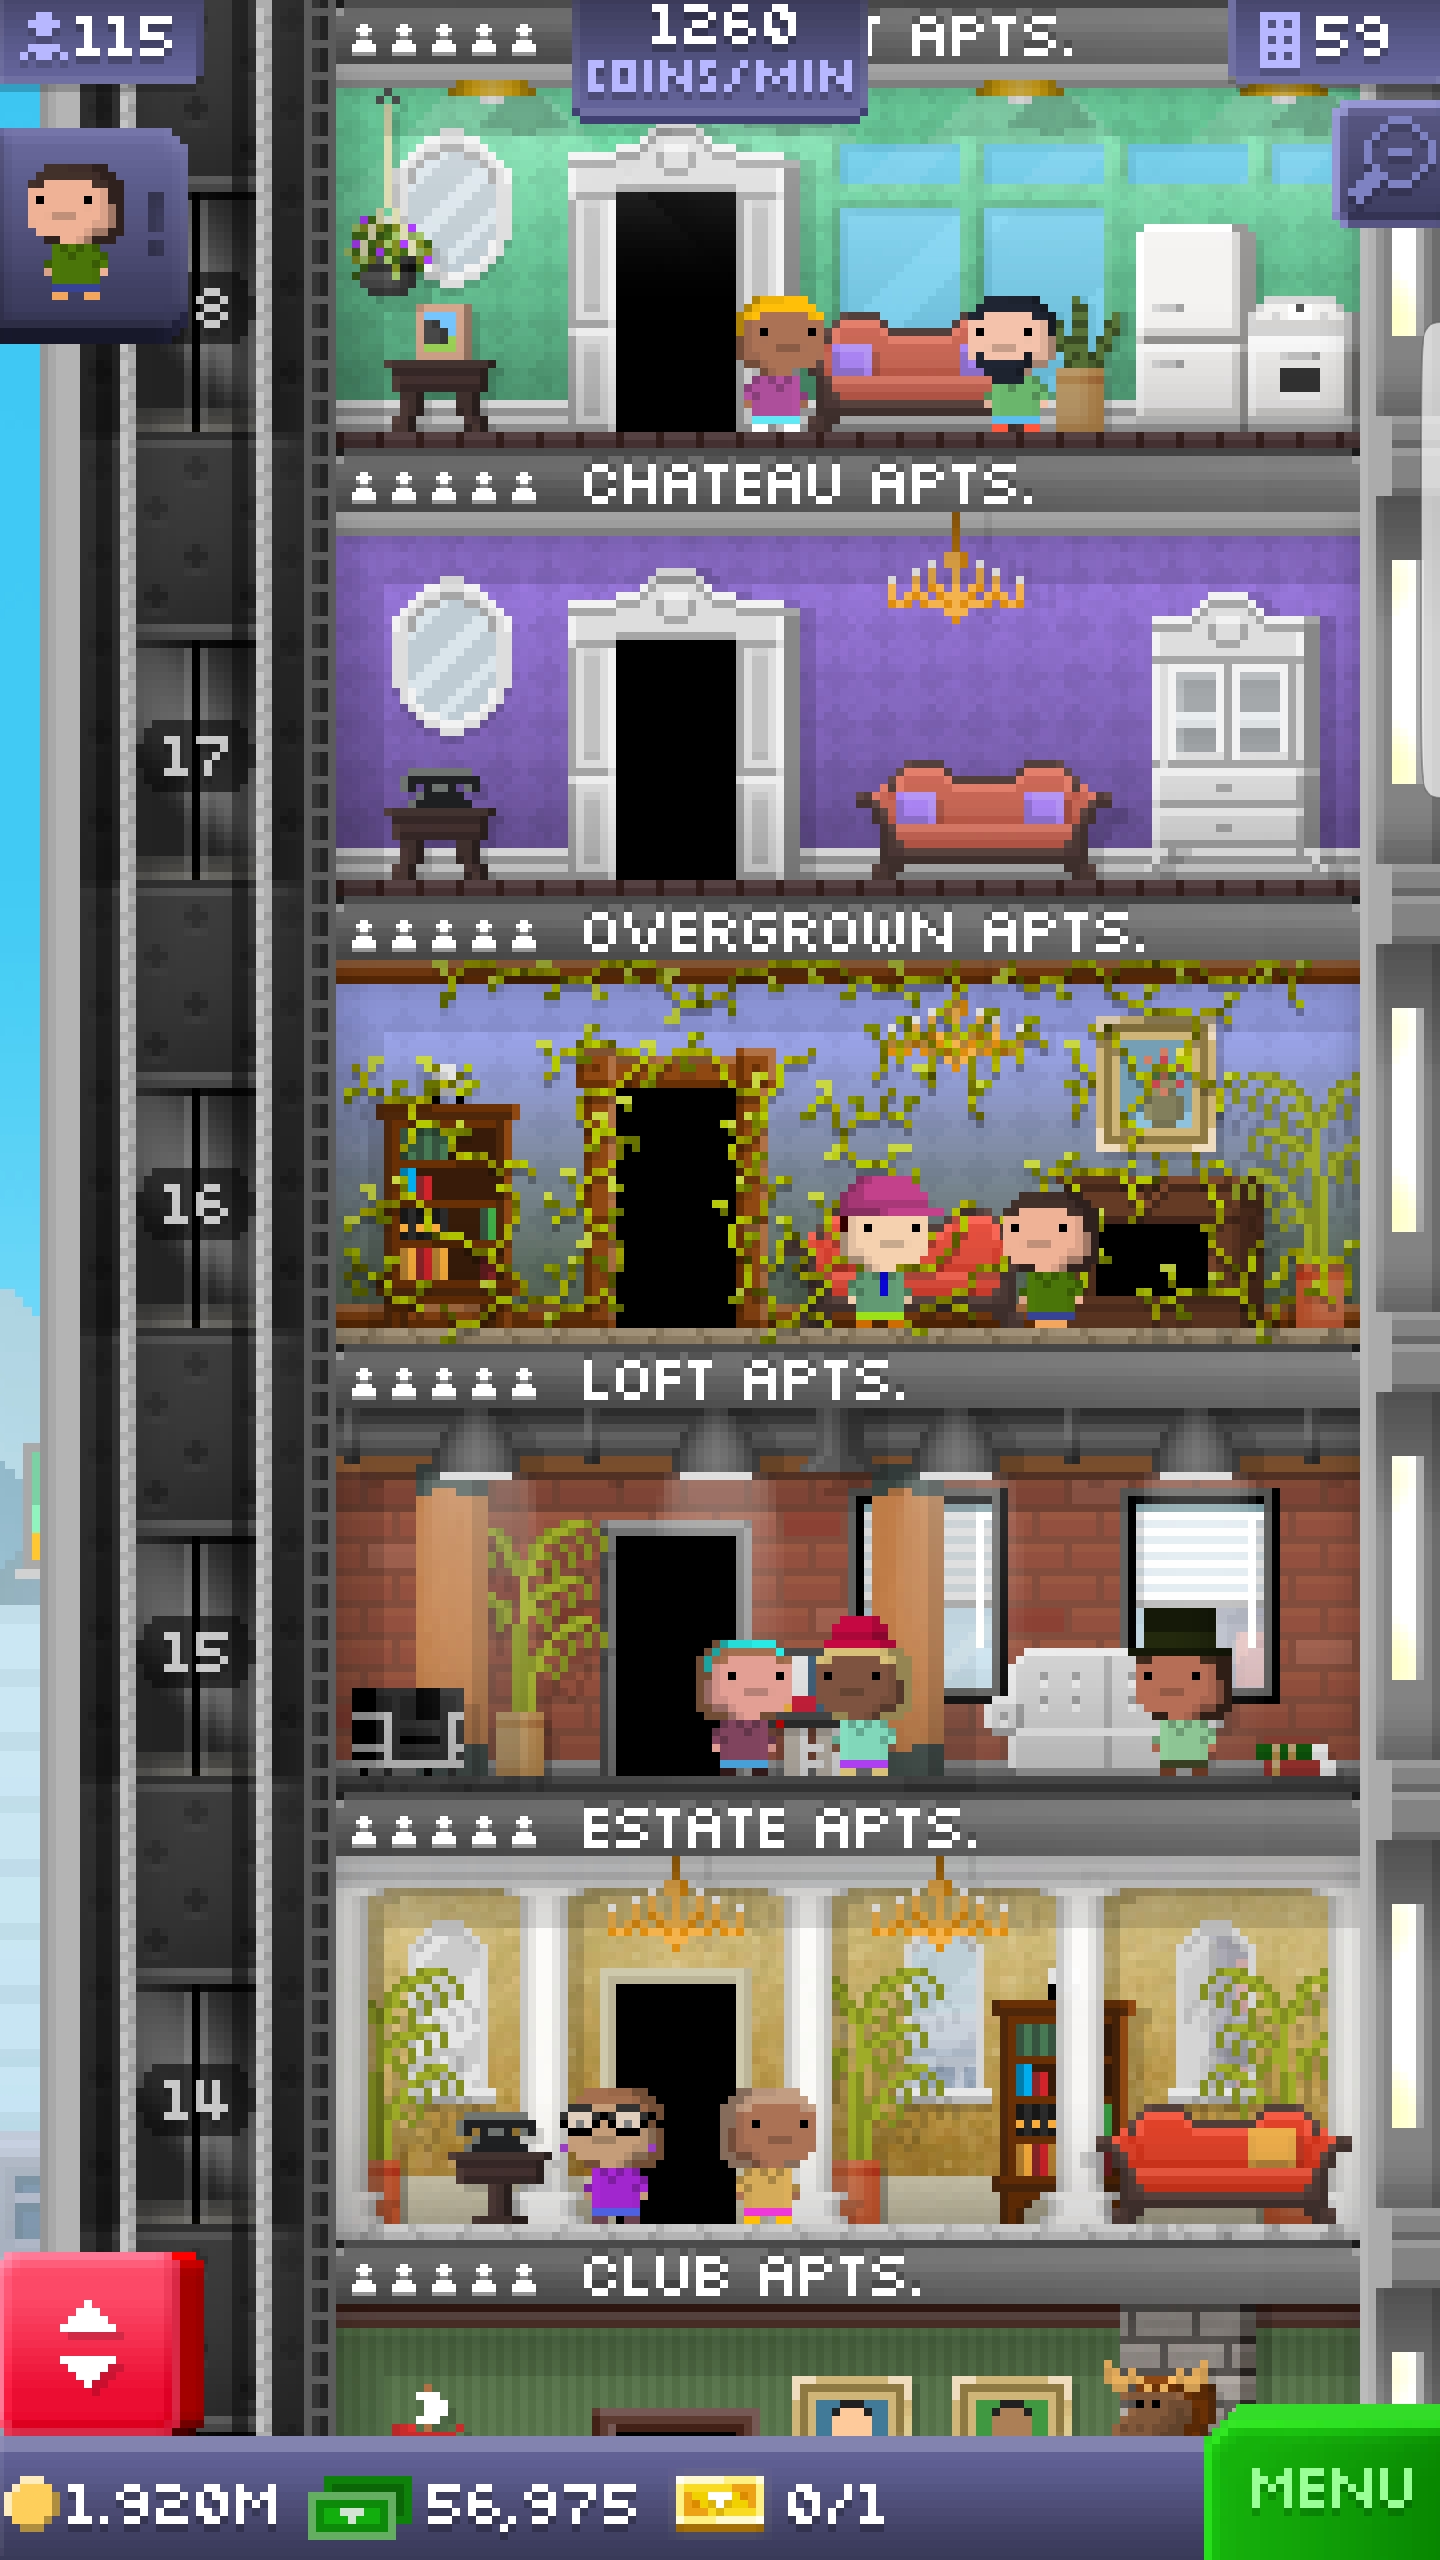 115
1260
COINS/MIN
APTS.
59
!
8
CHATEAU APTS.
17
OVERGROWN APTS.
16
LOFT APTS.
15
ESTATE APTS.
14
CLUB APTS.
1.920M 56,975 0/1
MENU